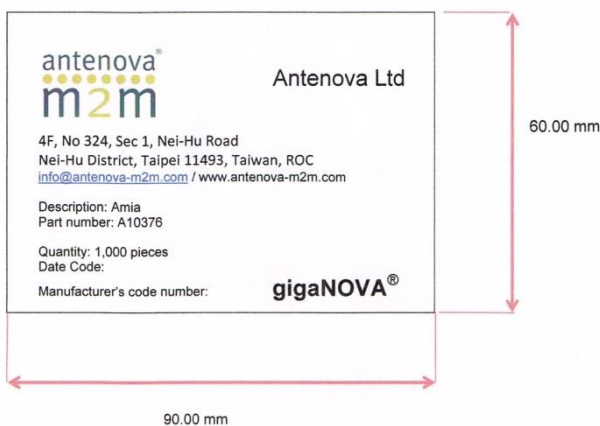 antenova®
m2m
Antenova Ltd
4F, No 324, Sec 1, Nei-Hu Road
Nei-Hu District, Taipei 11493, Taiwan, ROC
info@antenova-m2m.com / www.antenova-m2m.com
Description: Amia
Part number: A10376
Quantity: 1,000 pieces
Date Code:
Manufacturer's code number:
gigaNOVA®
60.00 mm
90.00 mm